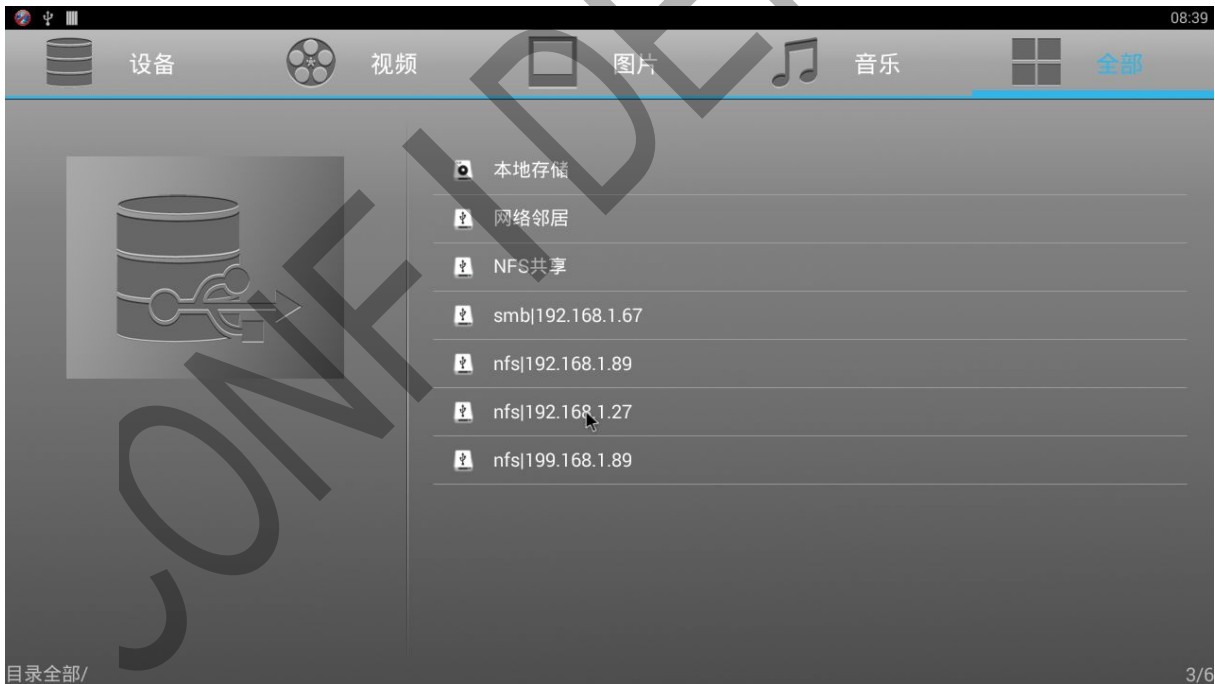 08:39
设备 视频 图片 音乐 全部
本地存储
网络邻居
NFS共享
smb|192.168.1.67
nfs|192.168.1.89
nfs|192.168.1.27
nfs|199.168.1.89
目录全部/ 3/6
CONFIDE